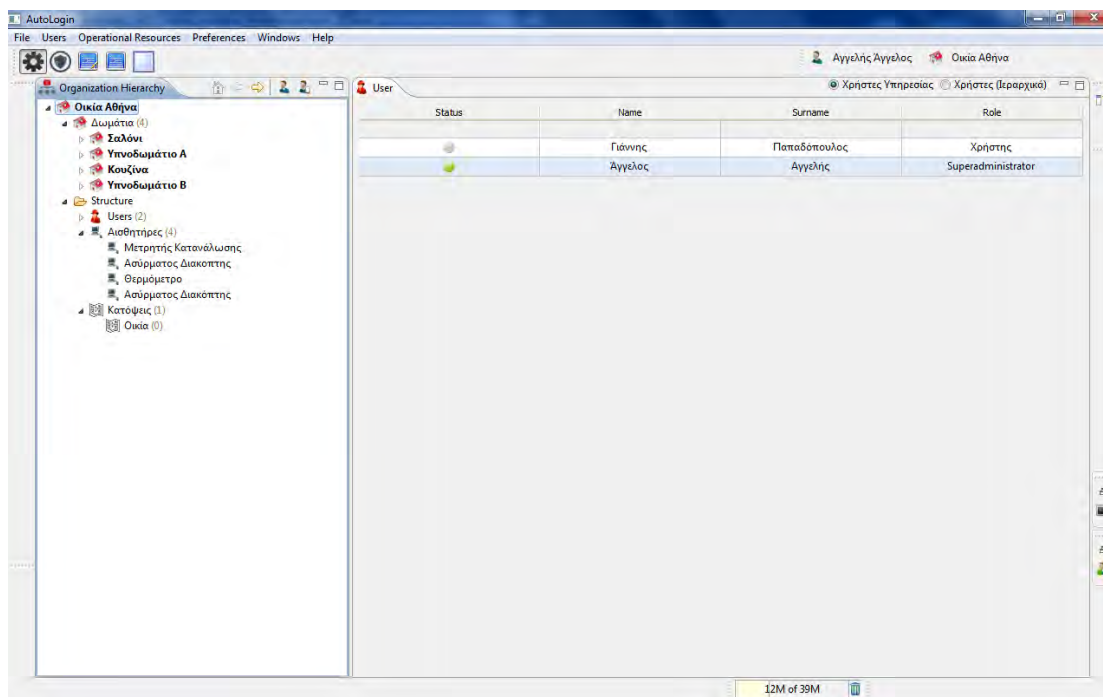 AutoLogin
File Users Operational Resources Preferences Windows Help
Αγγελής Άγγελος Οικία Αθήνα
Organization Hierarchy
User
Χρήστες Υπηρεσίας Χρήστες (Ιεραρχικά)
Οικία Αθήνα
Δωμάτια (4)
Σαλόνι
Υπνοδωμάτιο Α
Κουζίνα
Υπνοδωμάτιο Β
Structure
Users (2)
Αισθητήρες (4)
Μετρητής Κατανάλωσης
Ασύρματος Διακοπτης
Θερμόμετρο
Ασύρματος Διακόπτης
Κατόψεις (1)
Οικία (0)
Status Name Surname Role
Γιάννης Παπαδόπουλος Χρήστης
Άγγελος Αγγελής Superadministrator
12M of 39M